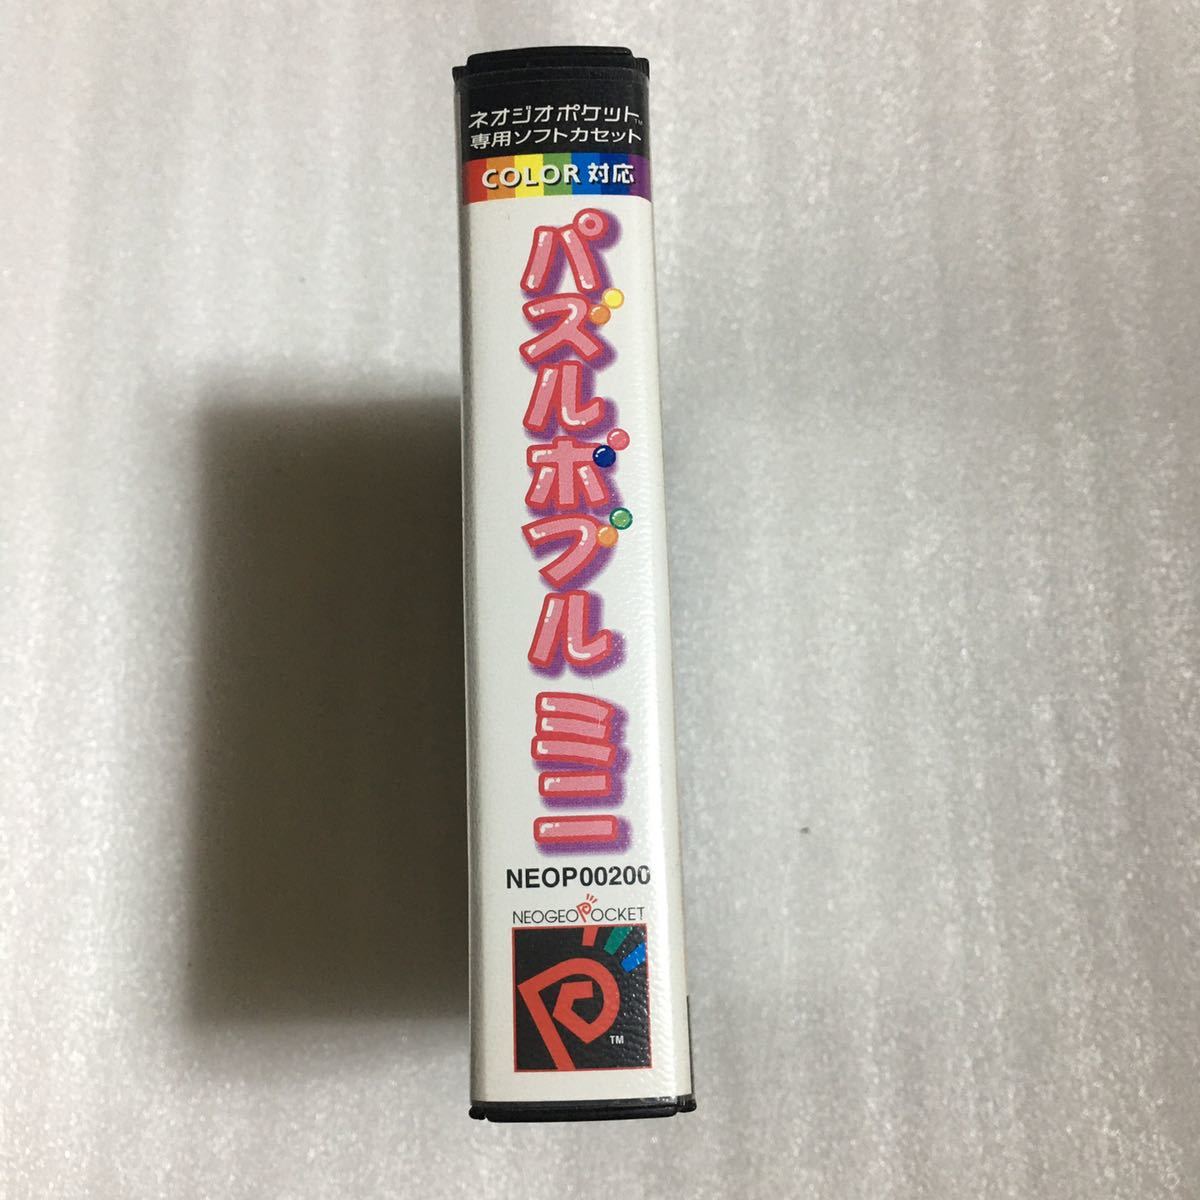 ネオジオポケット™
専用ソフトカセット
COLOR 対応
パズルボブル ミニ
NEOP00200
NEOGEO POCKET
TM